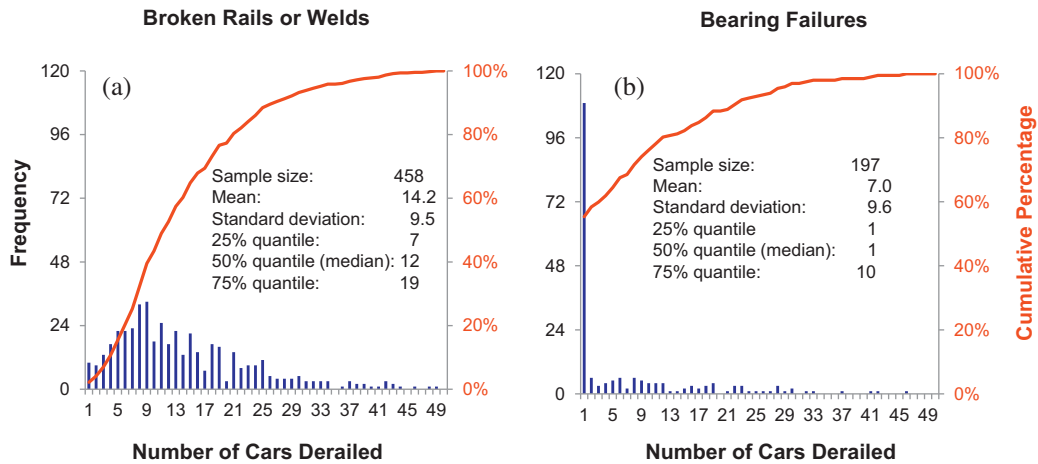 Broken Rails or Welds
(a)
Frequency
120
96
72
48
24
0
100%
80%
60%
40%
20%
0%
Sample size: 458
Mean: 14.2
Standard deviation: 9.5
25% quantile: 7
50% quantile (median): 12
75% quantile: 19
1 5 9 13 17 21 25 29 33 37 41 45 49
Number of Cars Derailed
Bearing Failures
(b)
120
96
72
48
24
0
100%
80%
60%
40%
20%
0%
Cumulative Percentage
Sample size: 197
Mean: 7.0
Standard deviation: 9.6
25% quantile 1
50% quantile (median): 1
75% quantile: 10
1 5 9 13 17 21 25 29 33 37 41 45 49
Number of Cars Derailed